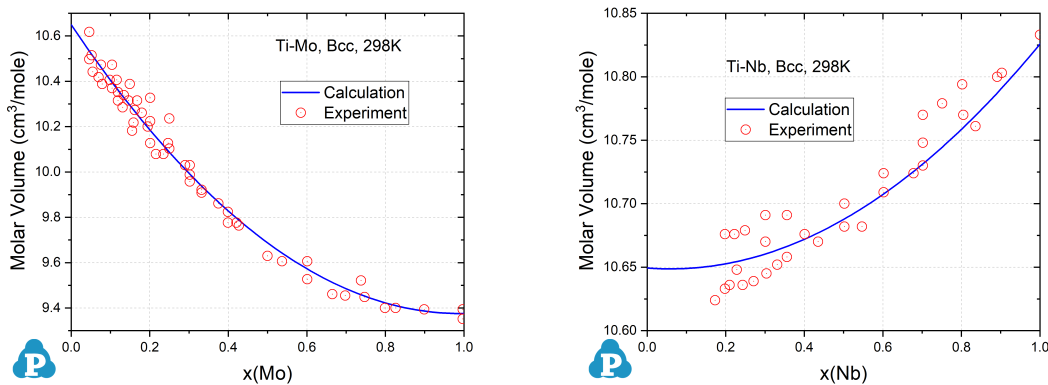 Ti-Mo, Bcc, 298K
Calculation
Experiment
Molar Volume (cm³/mole)
10.6
10.4
10.2
10.0
9.8
9.6
9.4
0.0 0.2 0.4 0.6 0.8 1.0
x(Mo)
P
Ti-Nb, Bcc, 298K
Calculation
Experiment
Molar Volume (cm³/mole)
10.85
10.80
10.75
10.70
10.65
10.60
0.0 0.2 0.4 0.6 0.8 1.0
x(Nb)
P